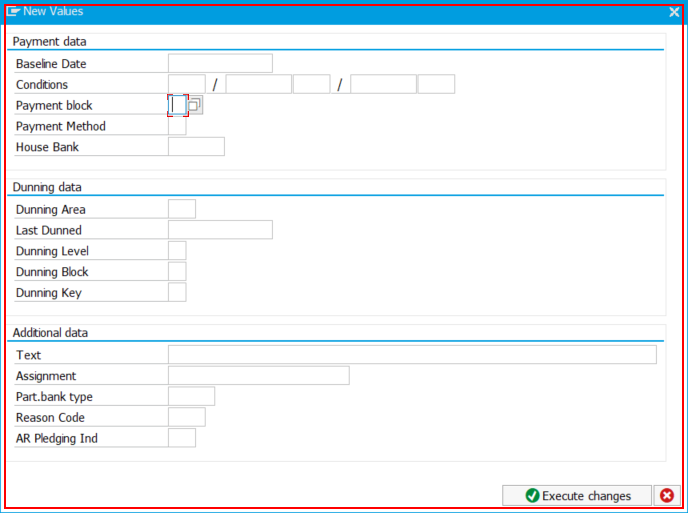 New Values
Payment data
Baseline Date
Conditions / /
Payment block
Payment Method
House Bank
Dunning data
Dunning Area
Last Dunned
Dunning Level
Dunning Block
Dunning Key
Additional data
Text
Assignment
Part.bank type
Reason Code
AR Pledging Ind
Execute changes